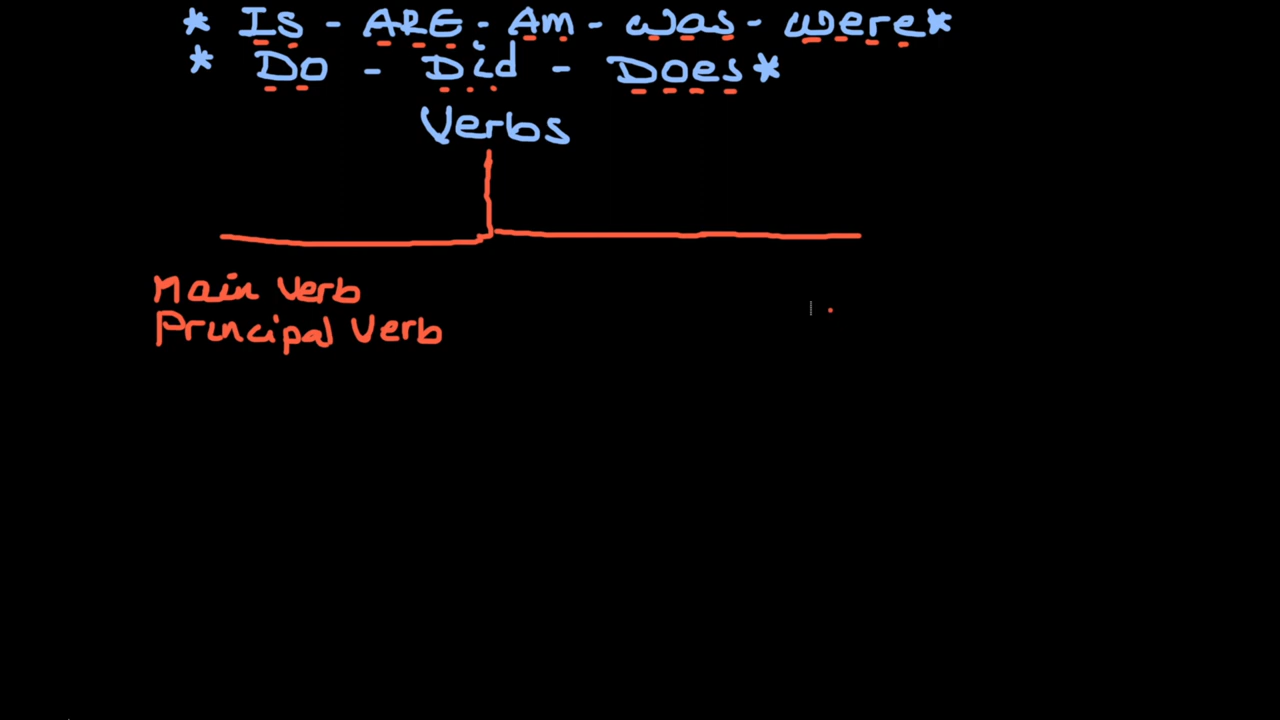 * Is - ARE - Am - was - were *
* Do - Did - Does *
Verbs
Main Verb
Principal Verb